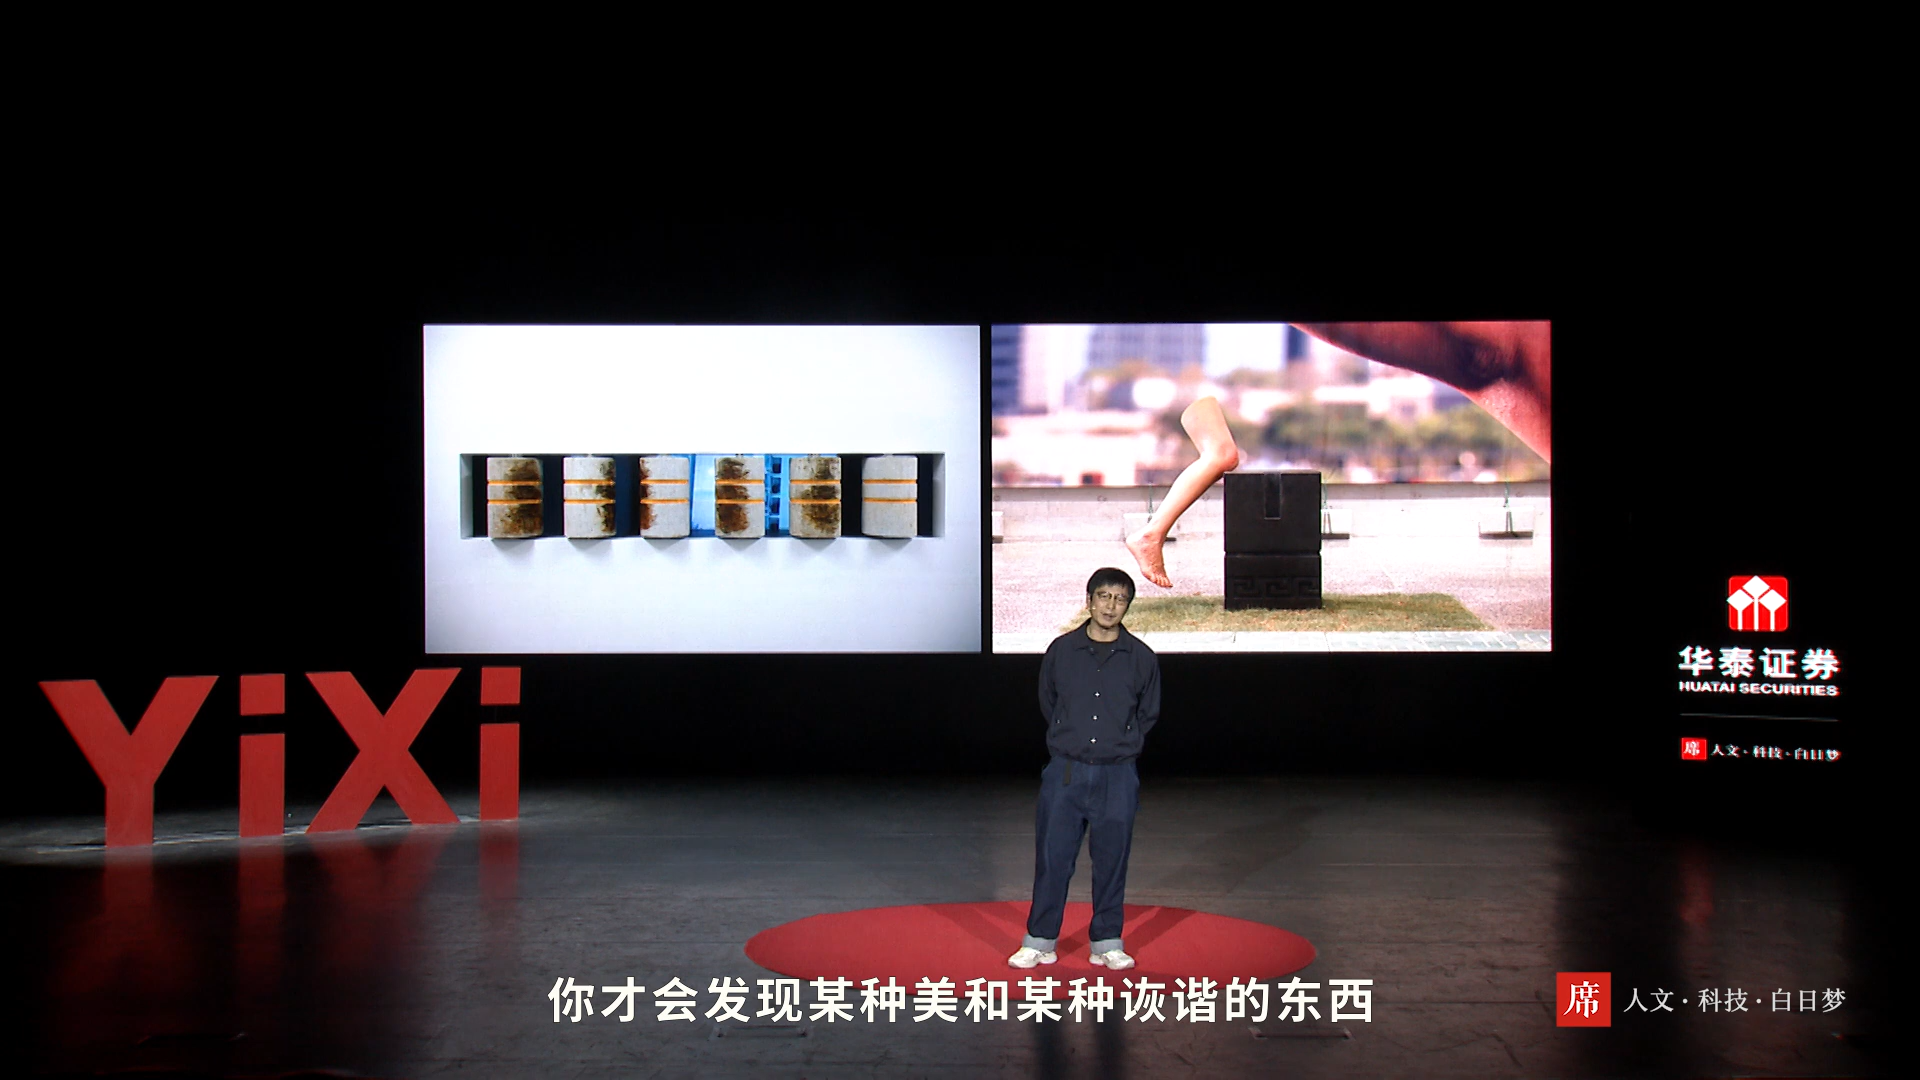 YiXi
华泰证券
HUATAI SECURITIES
席 人文·科技·白日梦
你才会发现某种美和某种诙谐的东西
席 人文·科技·白日梦